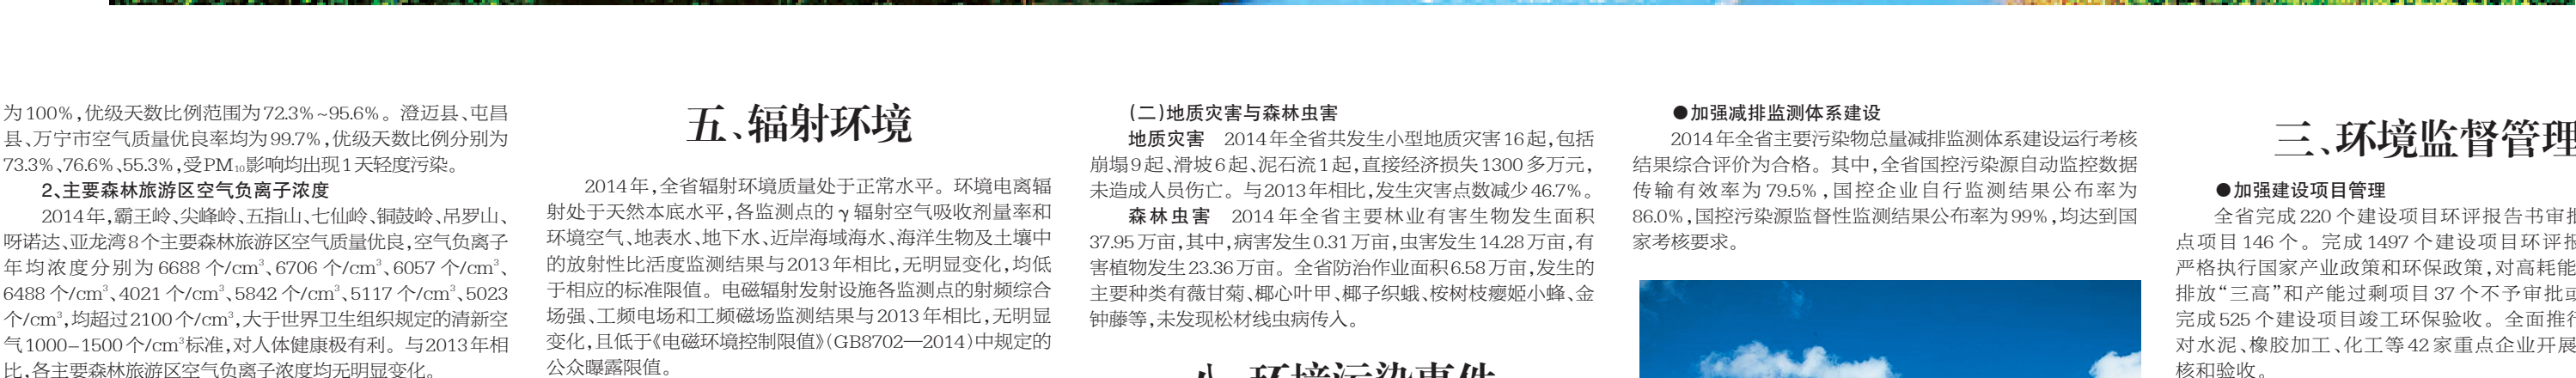 为100%,优级天数比例范围为72.3%~95.6%。澄迈县、屯昌
县、万宁市空气质量优良率均为99.7%,优级天数比例分别为
73.3%、76.6%、55.3%,受PM₁₀影响均出现1天轻度污染。
2、主要森林旅游区空气负离子浓度
2014年,霸王岭、尖峰岭、五指山、七仙岭、铜鼓岭、吊罗山、
呀诺达、亚龙湾8个主要森林旅游区空气质量优良,空气负离子
年均浓度分别为6688个/cm³、6706个/cm³、6057个/cm³、
6488个/cm³、4021个/cm³、5842个/cm³、5117个/cm³、5023
个/cm³,均超过2100个/cm³,大于世界卫生组织规定的清新空
气1000-1500个/cm³标准,对人体健康极有利。与2013年相
比,各主要森林旅游区空气负离子浓度均无明显变化。
五、辐射环境
2014年,全省辐射环境质量处于正常水平。环境电离辐
射处于天然本底水平,各监测点的γ辐射空气吸收剂量率和
环境空气、地表水、地下水、近岸海域海水、海洋生物及土壤中
的放射性比活度监测结果与2013年相比,无明显变化,均低
于相应的标准限值。电磁辐射发射设施各监测点的射频综合
场强、工频电场和工频磁场监测结果与2013年相比,无明显
变化,且低于《电磁环境控制限值》(GB8702—2014)中规定的
公众曝露限值。
(二)地质灾害与森林虫害
地质灾害 2014年全省共发生小型地质灾害16起,包括
崩塌9起、滑坡6起、泥石流1起,直接经济损失1300多万元,
未造成人员伤亡。与2013年相比,发生灾害点数减少46.7%。
森林虫害 2014年全省主要林业有害生物发生面积
37.95万亩,其中,病害发生0.31万亩,虫害发生14.28万亩,有
害植物发生23.36万亩。全省防治作业面积6.58万亩,发生的
主要种类有薇甘菊、椰心叶甲、椰子织蛾、桉树枝瘿姬小蜂、金
钟藤等,未发现松材线虫病传入。
八、环境污染事件
●加强减排监测体系建设
2014年全省主要污染物总量减排监测体系建设运行考核
结果综合评价为合格。其中,全省国控污染源自动监控数据
传输有效率为79.5%,国控企业自行监测结果公布率为
86.0%,国控污染源监督性监测结果公布率为99%,均达到国
家考核要求。
三、环境监督管理
●加强建设项目管理
全省完成220个建设项目环评报告书审批
点项目146个。完成1497个建设项目环评报
严格执行国家产业政策和环保政策,对高耗能
排放“三高”和产能过剩项目37个不予审批或
完成525个建设项目竣工环保验收。全面推行
对水泥、橡胶加工、化工等42家重点企业开展
核和验收。